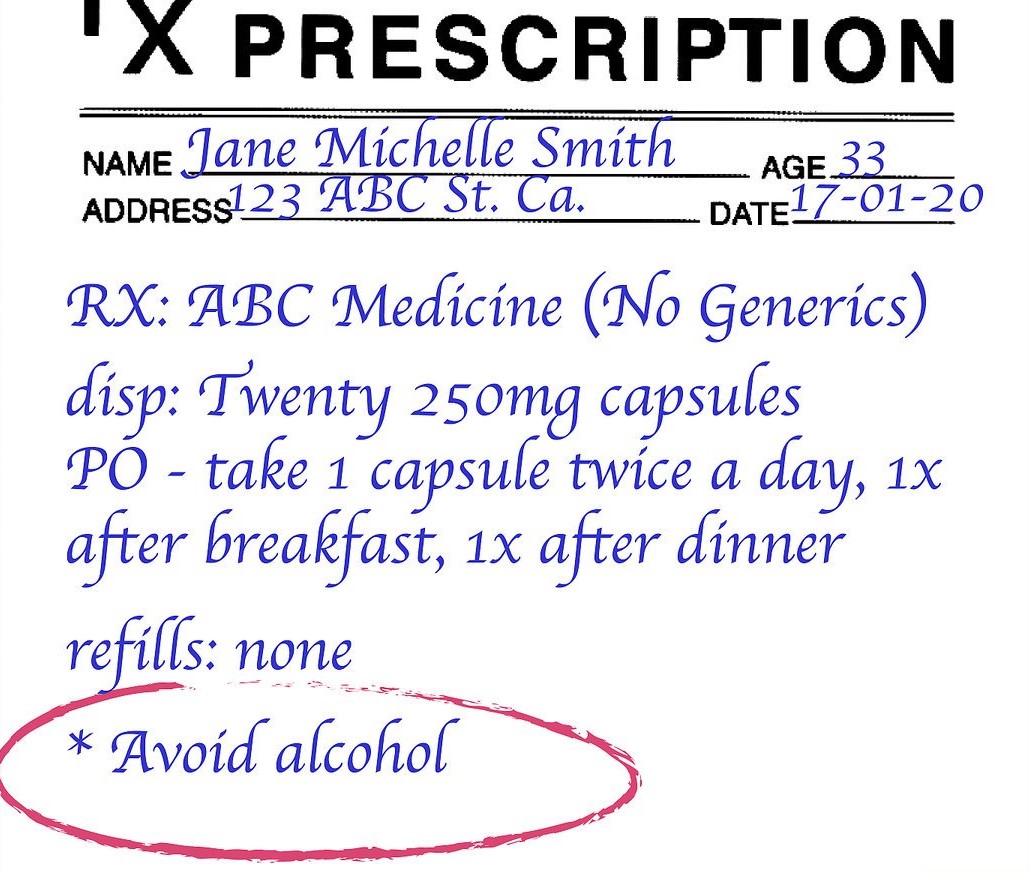 rX PRESCRIPTION
NAME Jane Michelle Smith AGE 33
ADDRESS 123 ABC St. Ca. DATE 17-01-20
RX: ABC Medicine (No Generics)
disp: Twenty 250mg capsules
PO - take 1 capsule twice a day, 1x
after breakfast, 1x after dinner
refills: none
* Avoid alcohol